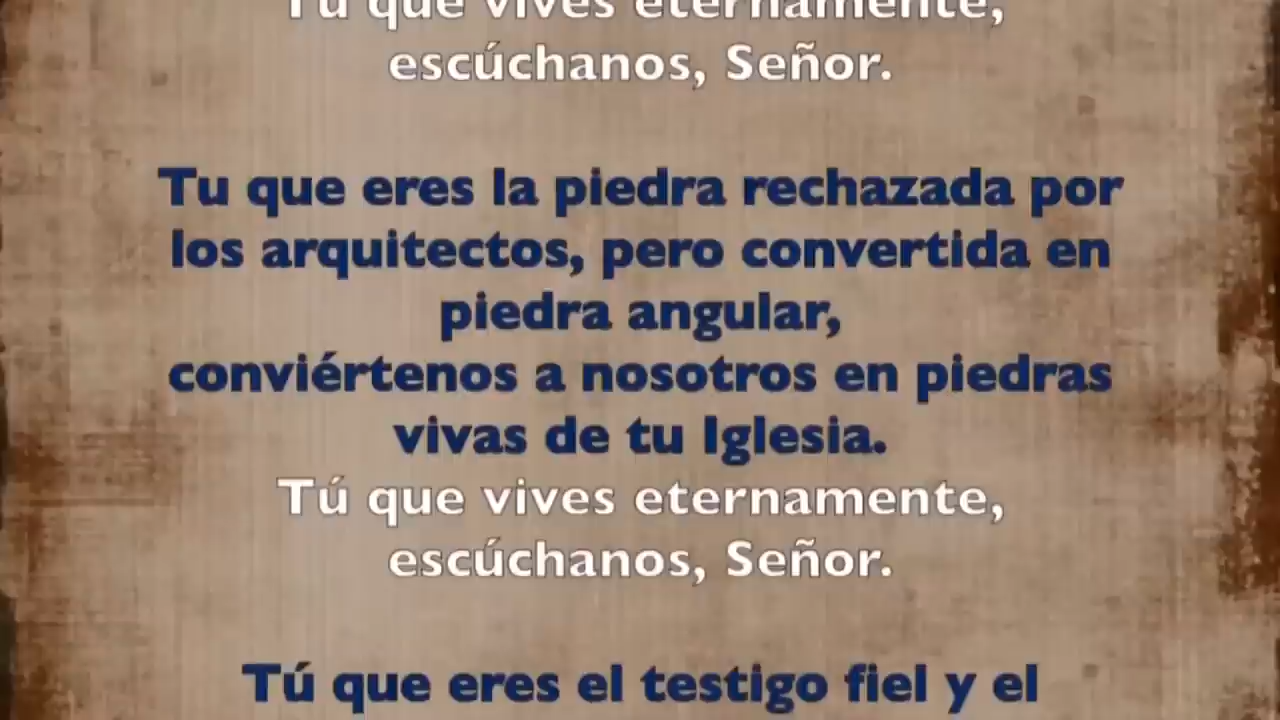 Tú que vives eternamente,
escúchanos, Señor.
Tu que eres la piedra rechazada por
los arquitectos, pero convertida en
piedra angular,
conviértenos a nosotros en piedras
vivas de tu Iglesia.
Tú que vives eternamente,
escúchanos, Señor.
Tú que eres el testigo fiel y el